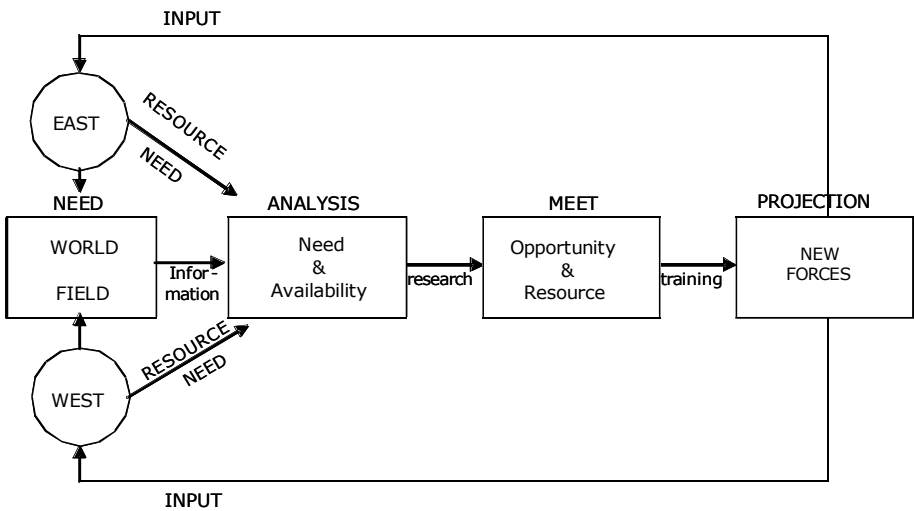 INPUT
EAST
RESOURCE
NEED
NEED
ANALYSIS
MEET
PROJECTION
WORLD
FIELD
Infor-
mation
Need
&
Availability
research
Opportunity
&
Resource
training
NEW
FORCES
WEST
RESOURCE
NEED
INPUT